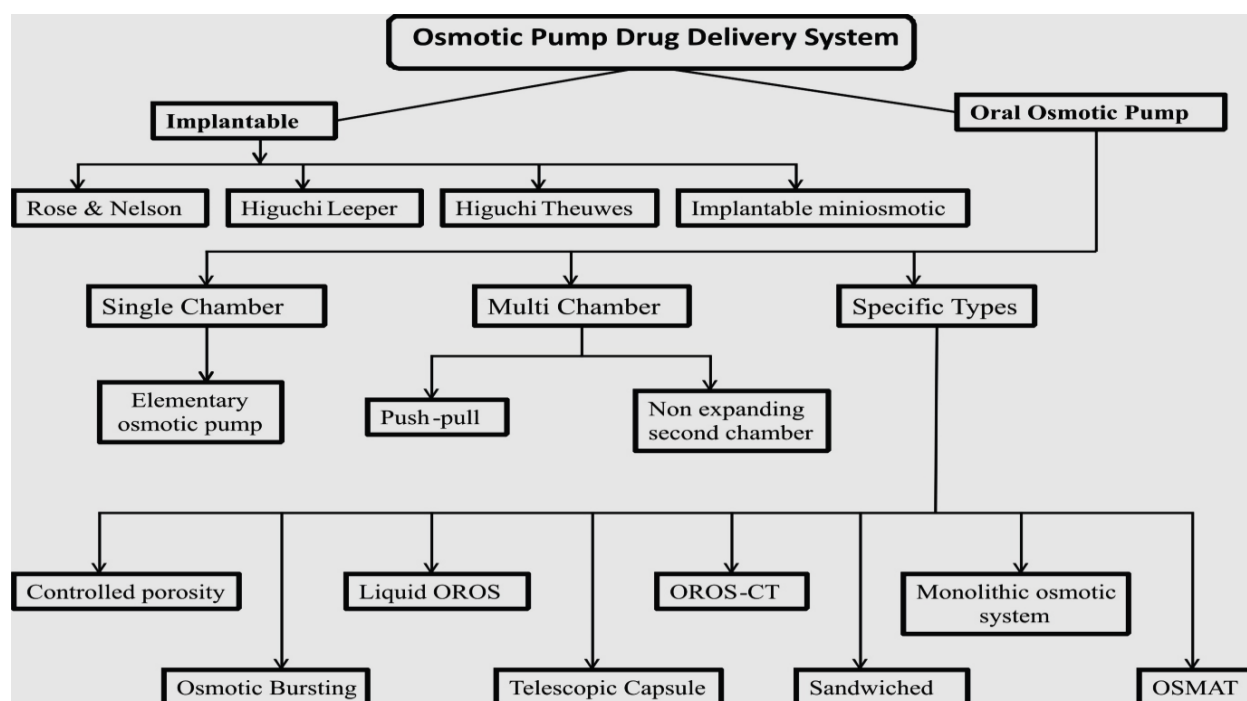 Osmotic Pump Drug Delivery System
Implantable
Oral Osmotic Pump
Rose & Nelson
Higuchi Leeper
Higuchi Theuwes
Implantable miniosmotic
Single Chamber
Multi Chamber
Specific Types
Elementary
osmotic pump
Push-pull
Non expanding
second chamber
Controlled porosity
Liquid OROS
OROS-CT
Monolithic osmotic
system
Osmotic Bursting
Telescopic Capsule
Sandwiched
OSMAT